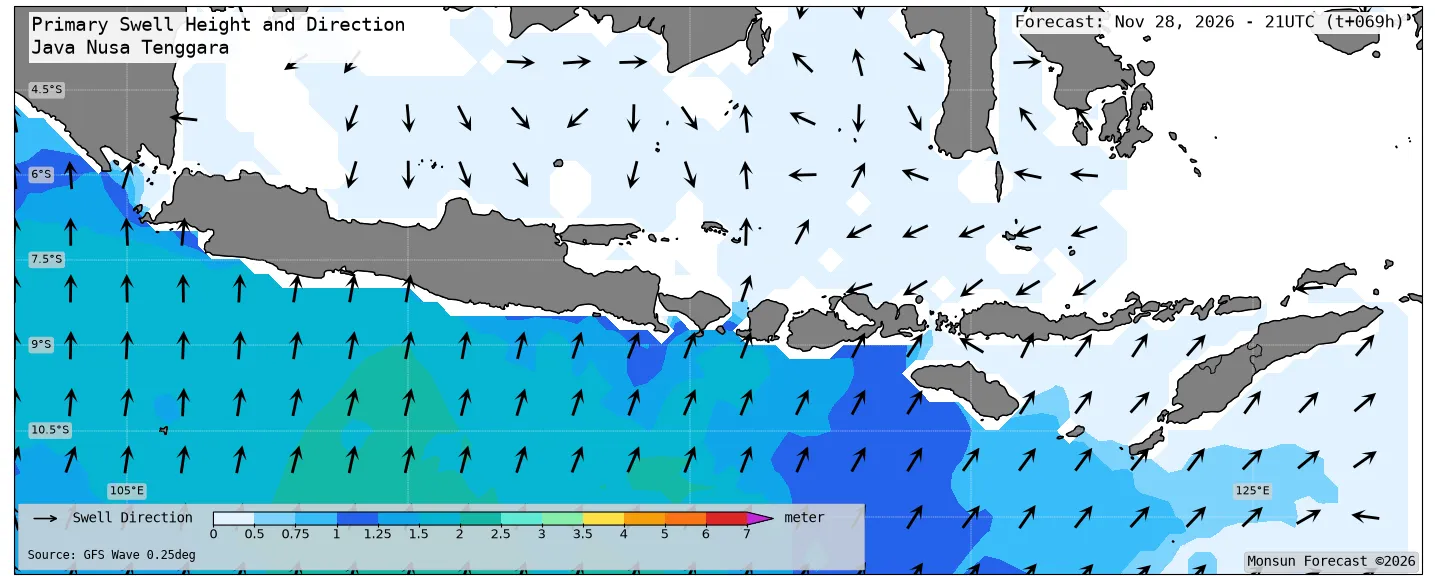 Primary Swell Height and Direction
Java Nusa Tenggara
Forecast: Nov 28, 2026 - 21UTC (t+069h)
4.5°S
6°S
7.5°S
9°S
10.5°S
105°E
125°E
Swell Direction
0 0.5 0.75 1 1.25 1.5 2 2.5 3 3.5 4 5 6 7
meter
Source: GFS Wave 0.25deg
Monsun Forecast ©2026